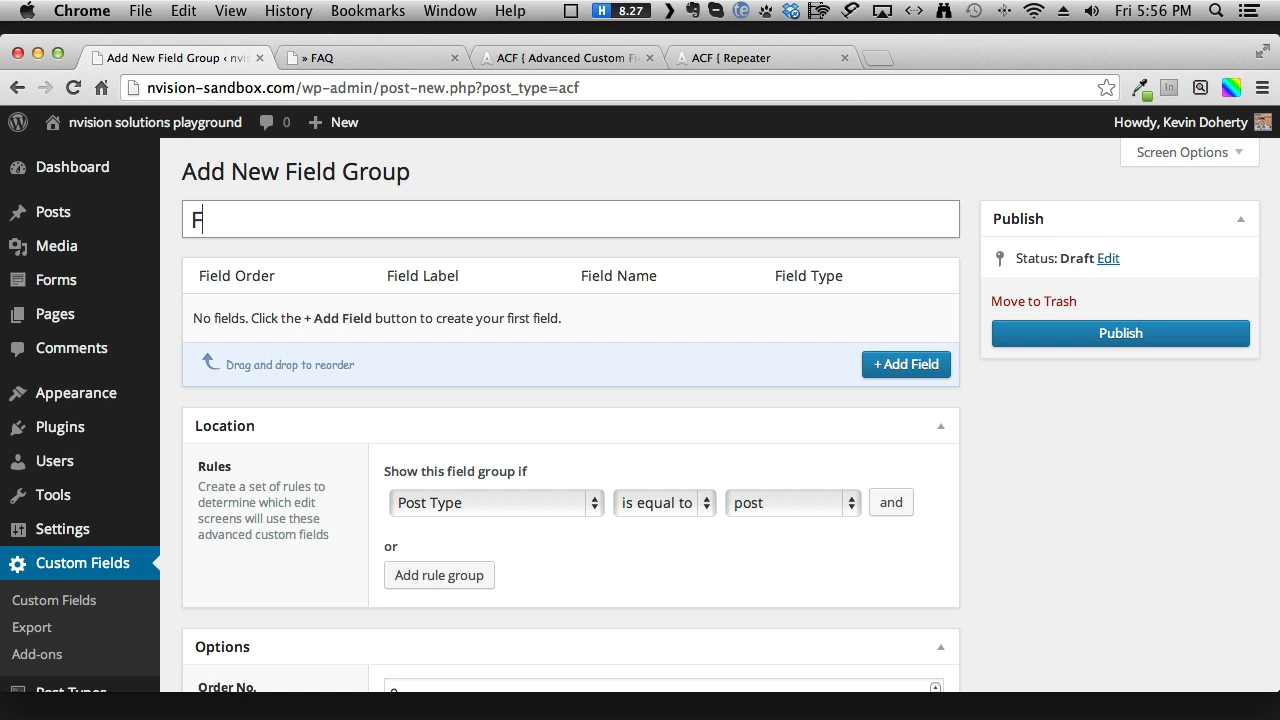 Chrome File Edit View History Bookmarks Window Help H 8.27 Fri 5:56 PM
Add New Field Group ‹ nvi » FAQ ACF { Advanced Custom Fi ACF { Repeater
nvision-sandbox.com/wp-admin/post-new.php?post_type=acf
nvision solutions playground 0 + New Howdy, Kevin Doherty
Screen Options
Dashboard
Posts
Media
Forms
Pages
Comments
Appearance
Plugins
Users
Tools
Settings
Custom Fields
Custom Fields
Export
Add-ons
Post Types
Add New Field Group
F
Field Order Field Label Field Name Field Type
No fields. Click the + Add Field button to create your first field.
Drag and drop to reorder
+ Add Field
Location
Rules
Create a set of rules to
determine which edit
screens will use these
advanced custom fields
Show this field group if
Post Type is equal to post and
or
Add rule group
Options
Order No.
0
Publish
Status: Draft Edit
Move to Trash
Publish